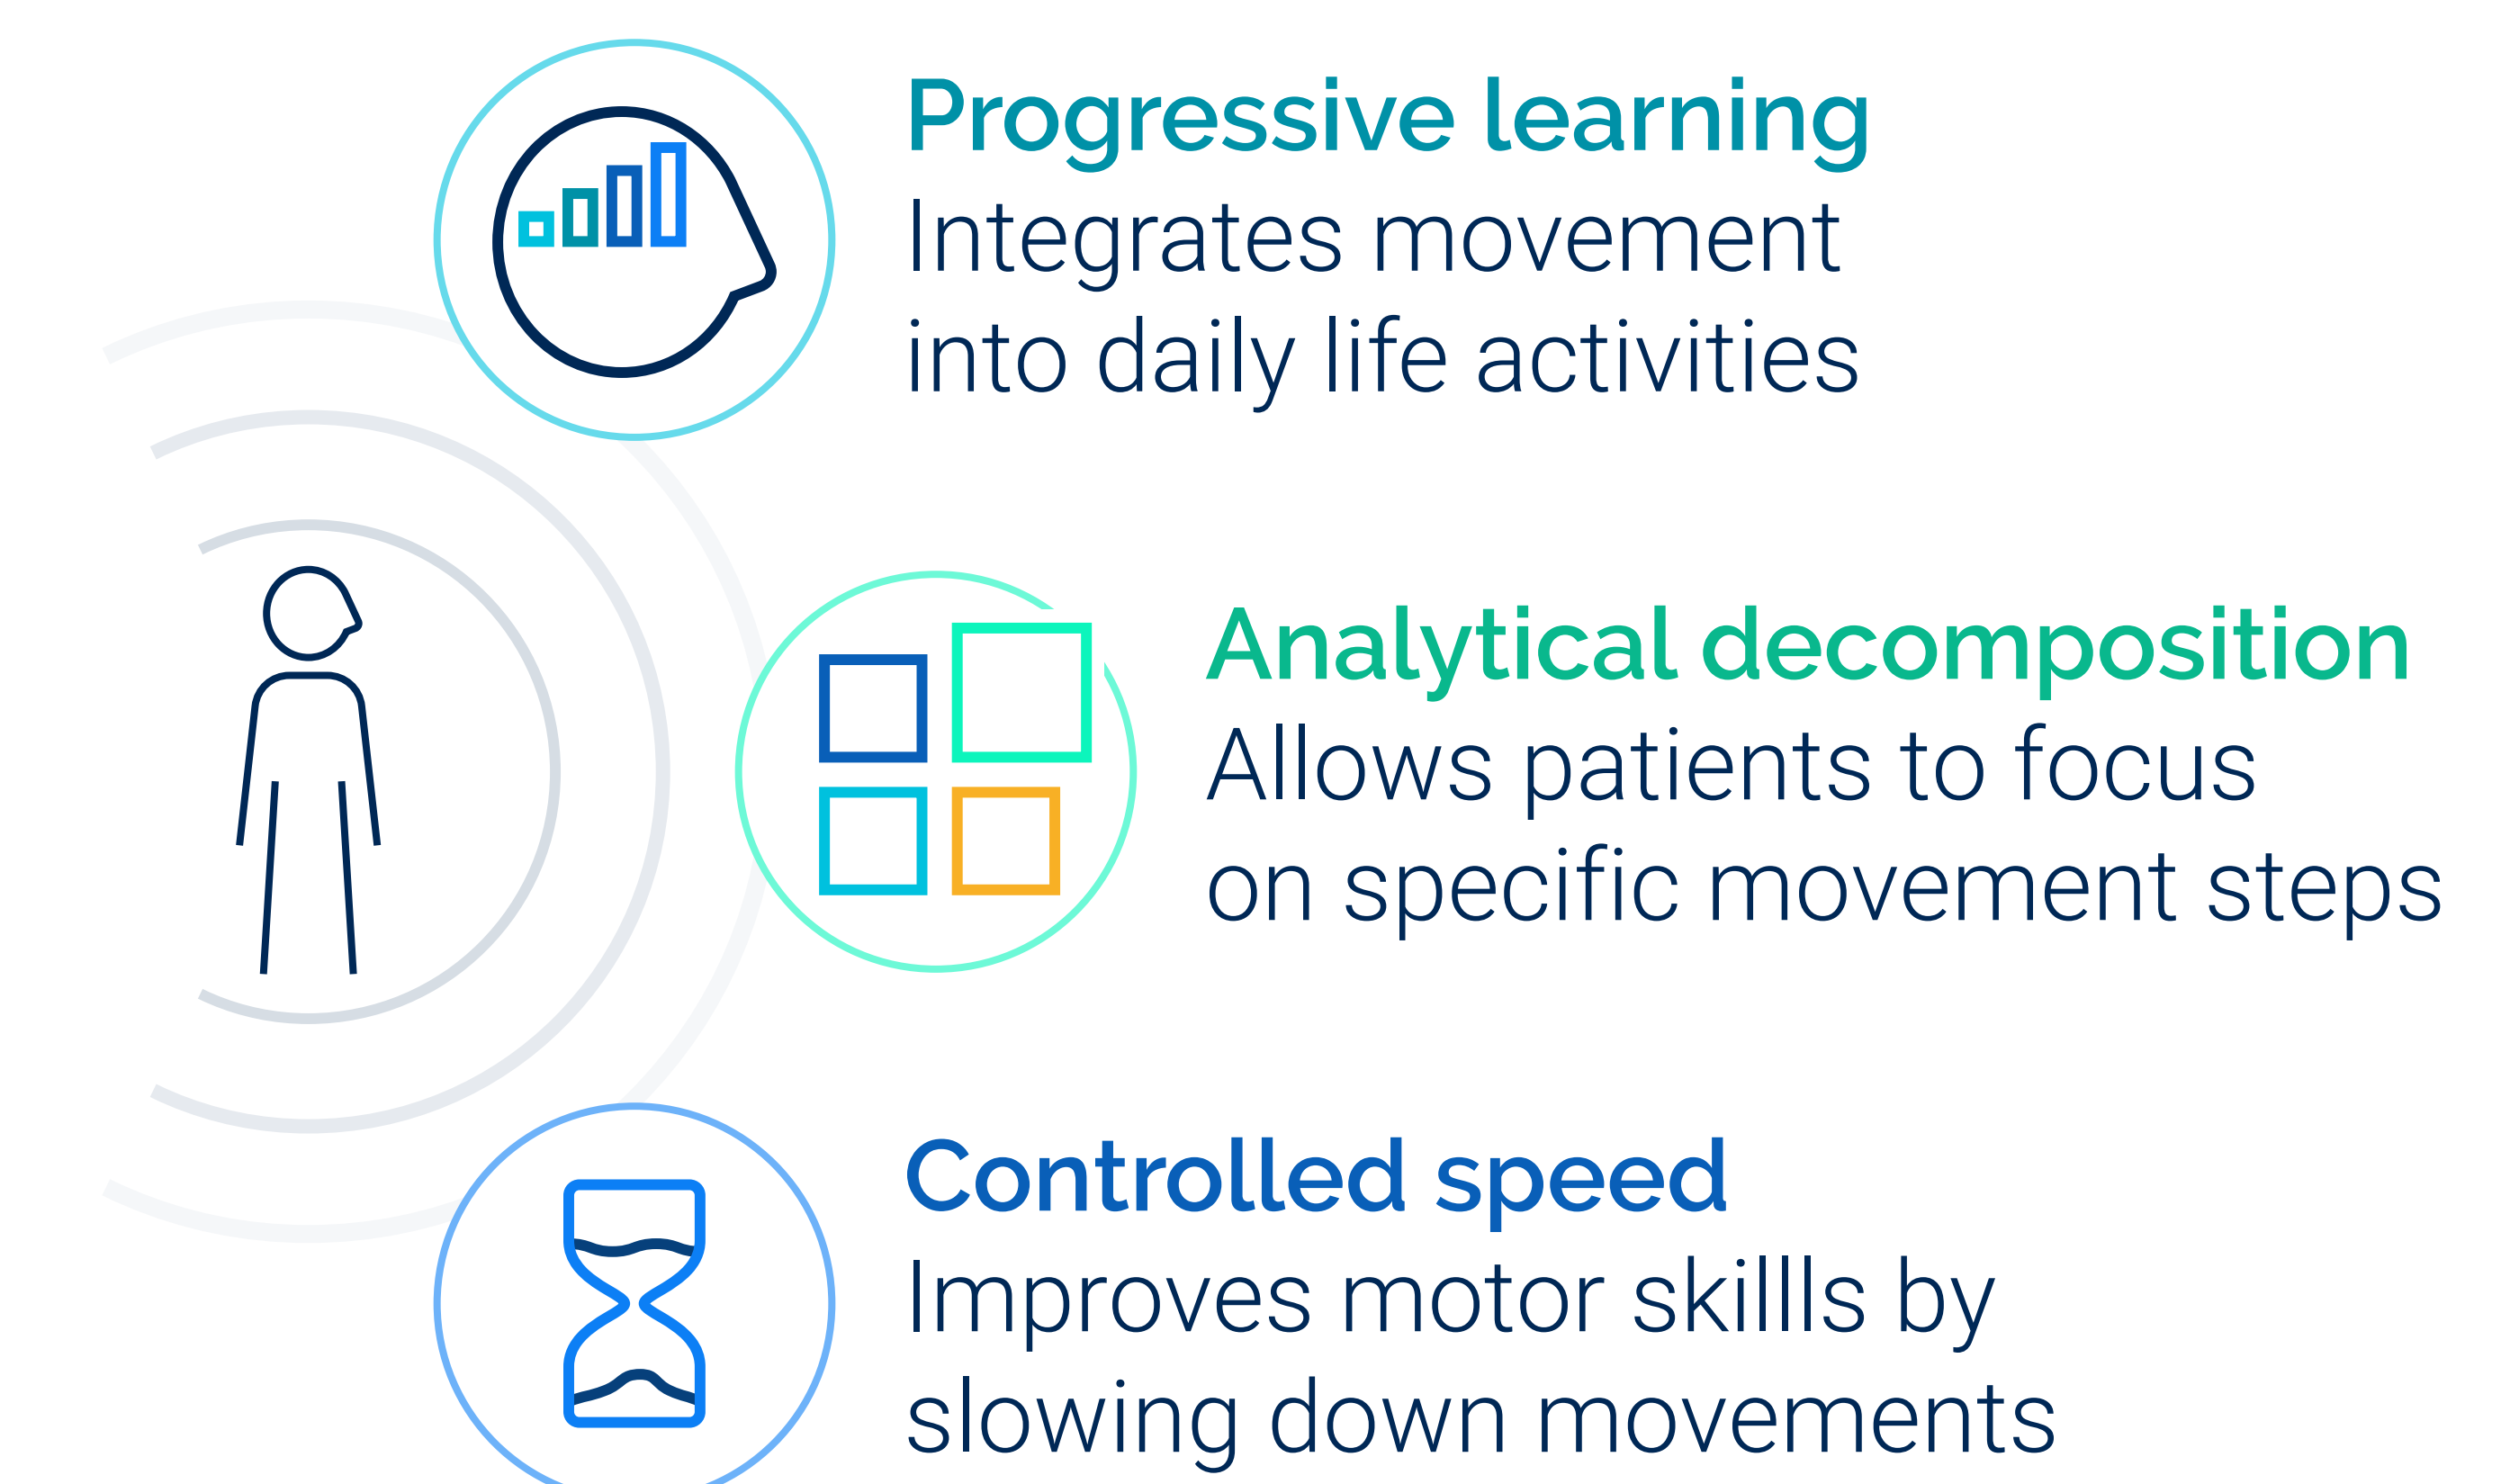 Progressive learning
Integrates movement
into daily life activities
Analytical decomposition
Allows patients to focus
on specific movement steps
Controlled speed
Improves motor skillls by
slowing down movements